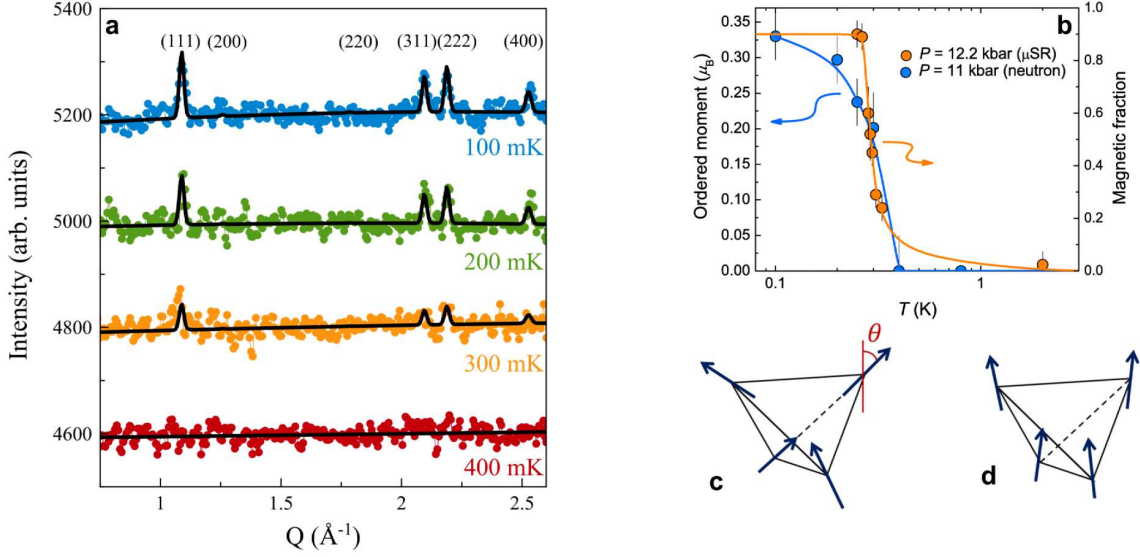 a
5400
5200
5000
4800
4600
Intensity (arb. units)
(111) (200) (220) (311) (222) (400)
100 mK
200 mK
300 mK
400 mK
1 1.5 2 2.5
Q (Å⁻¹)
b
0.35
0.30
0.25
0.20
0.15
0.10
0.05
0.00
Ordered moment (μB)
P = 12.2 kbar (μSR)
P = 11 kbar (neutron)
1.0
0.8
0.6
0.4
0.2
0.0
Magnetic fraction
0.1 1
T (K)
θ
c
d